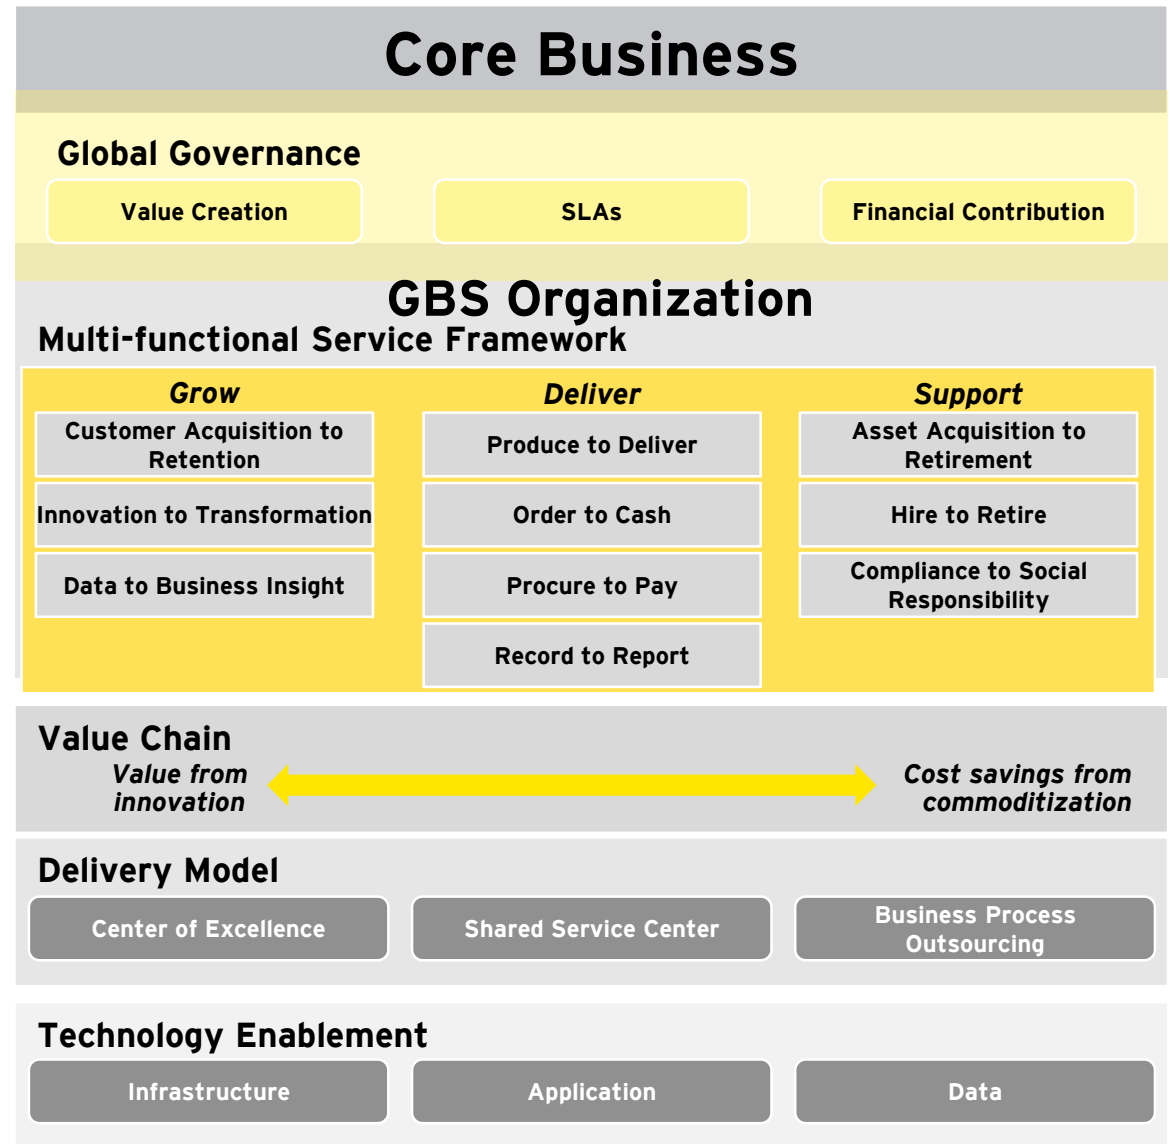 Core Business
Global Governance
Value Creation
SLAs
Financial Contribution
GBS Organization
Multi-functional Service Framework
Grow
Customer Acquisition to
Retention
Innovation to Transformation
Data to Business Insight
Deliver
Produce to Deliver
Order to Cash
Procure to Pay
Record to Report
Support
Asset Acquisition to
Retirement
Hire to Retire
Compliance to Social
Responsibility
Value Chain
Value from
innovation
Cost savings from
commoditization
Delivery Model
Center of Excellence
Shared Service Center
Business Process
Outsourcing
Technology Enablement
Infrastructure
Application
Data